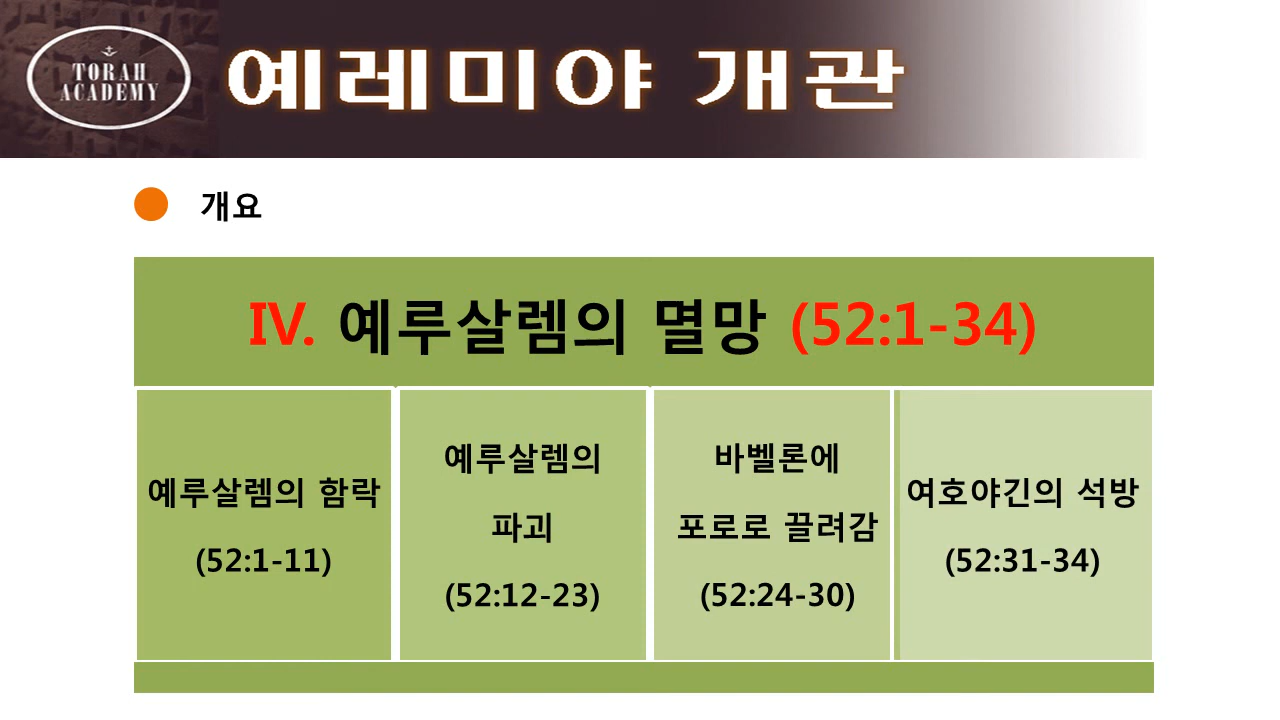 TORAH
ACADEMY
예레미야 개관
개요
IV. 예루살렘의 멸망 (52:1-34)
예루살렘의 함락
(52:1-11)
예루살렘의
파괴
(52:12-23)
바벨론에
포로로 끌려감
(52:24-30)
여호야긴의 석방
(52:31-34)